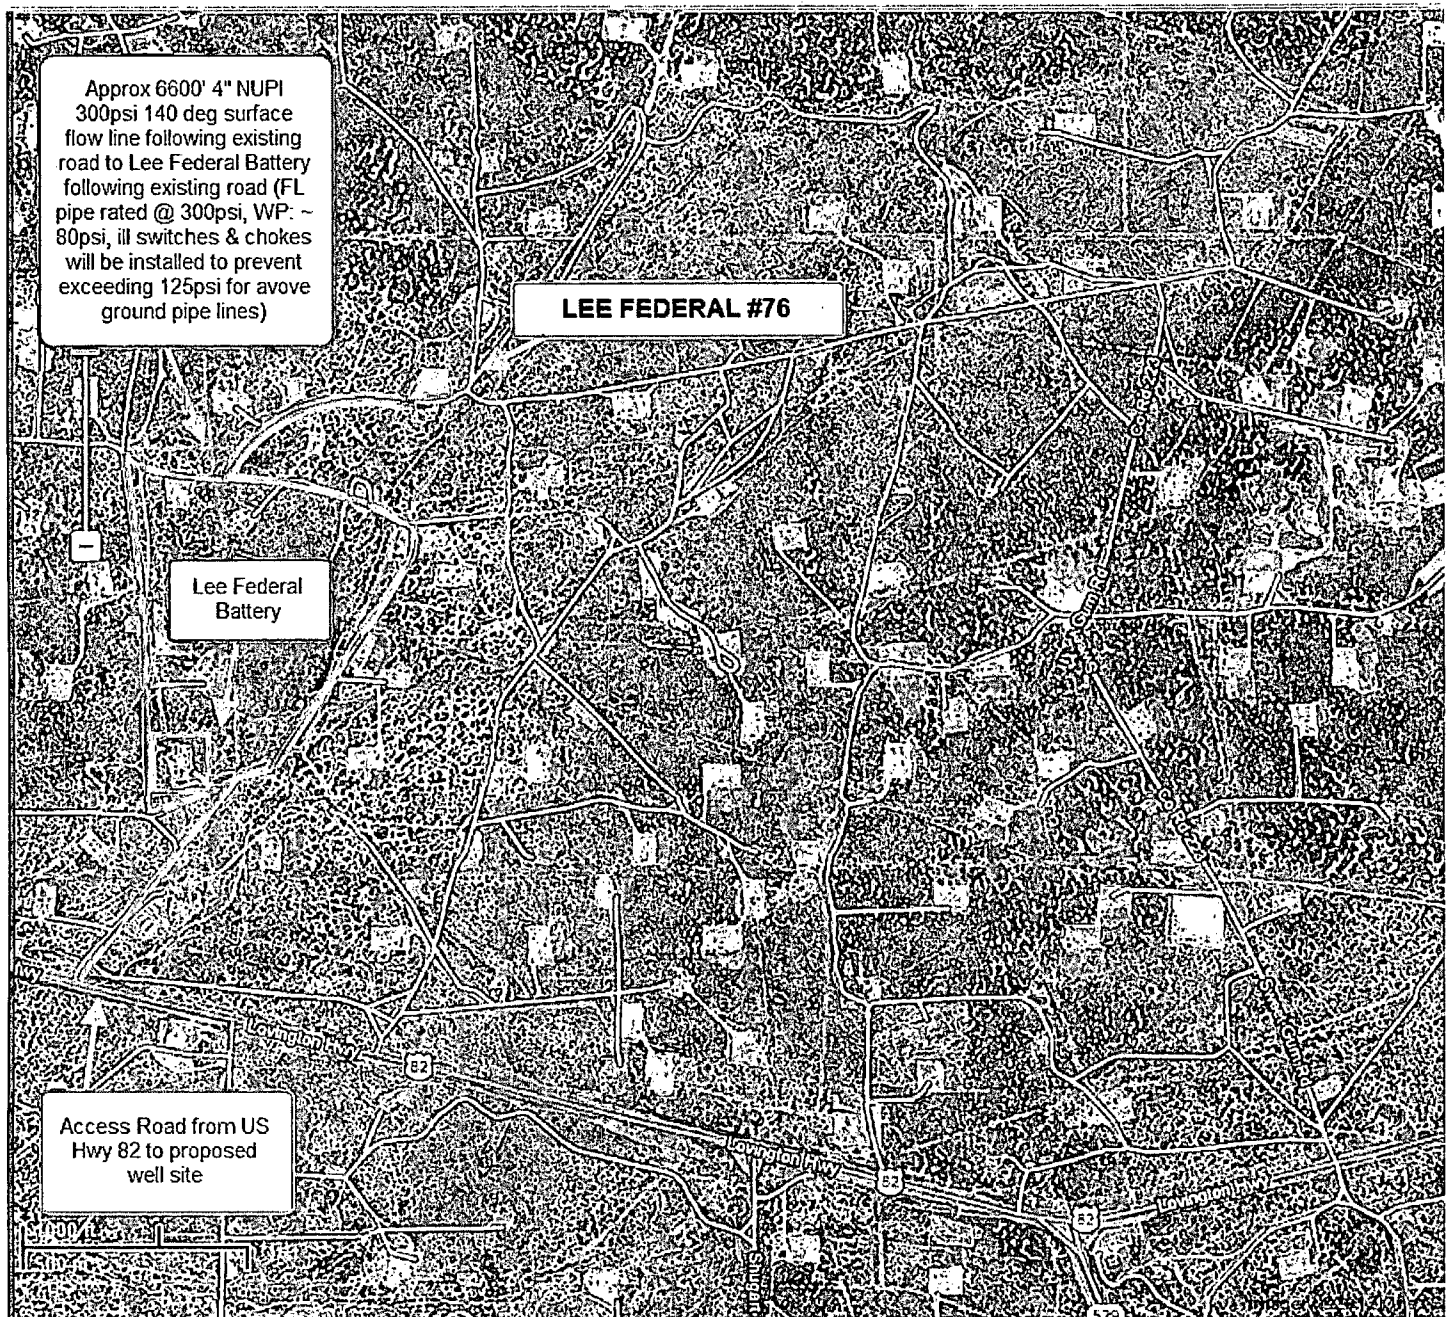 Approx 6600' 4" NUPI
300psi 140 deg surface
flow line following existing
road to Lee Federal Battery
following existing road (FL
pipe rated @ 300psi, WP: ~
80psi, ill switches & chokes
will be installed to prevent
exceeding 125psi for avove
ground pipe lines)
LEE FEDERAL #76
Lee Federal
Battery
Lovington Hwy
82
Access Road from US
Hwy 82 to proposed
well site
Lovington Hwy
82
82
Lovington
529